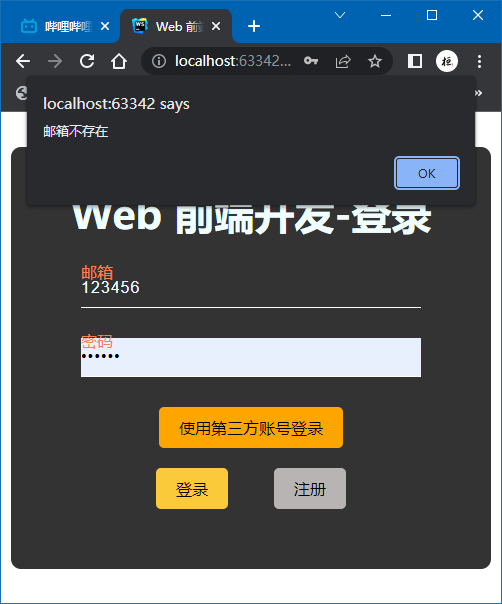 哔哩哔哩
Web 前
localhost:63342...
localhost:63342 says
邮箱不存在
OK
Web 前端开发-登录
邮箱
123456
密码
••••••
使用第三方账号登录
登录
注册